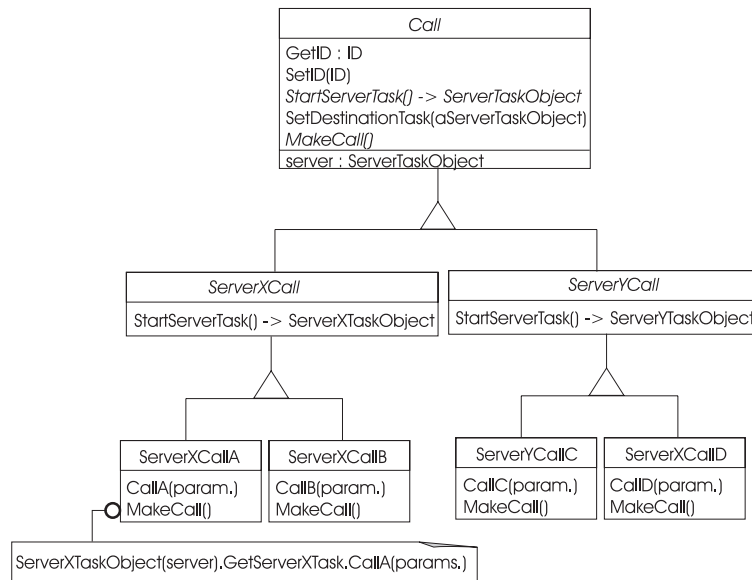 Call
GetID : ID
SetID(ID)
StartServerTask() -> ServerTaskObject
SetDestinationTask(aServerTaskObject)
MakeCall()
server : ServerTaskObject
ServerXCall
StartServerTask() -> ServerXTaskObject
ServerYCall
StartServerTask() -> ServerYTaskObject
ServerXCallA
CallA(param.)
MakeCall()
ServerXCallB
CallB(param.)
MakeCall()
ServerYCallC
CallC(param.)
MakeCall()
ServerXCallD
CallD(param.)
MakeCall()
ServerXTaskObject(server).GetServerXTask.CallA(params.)